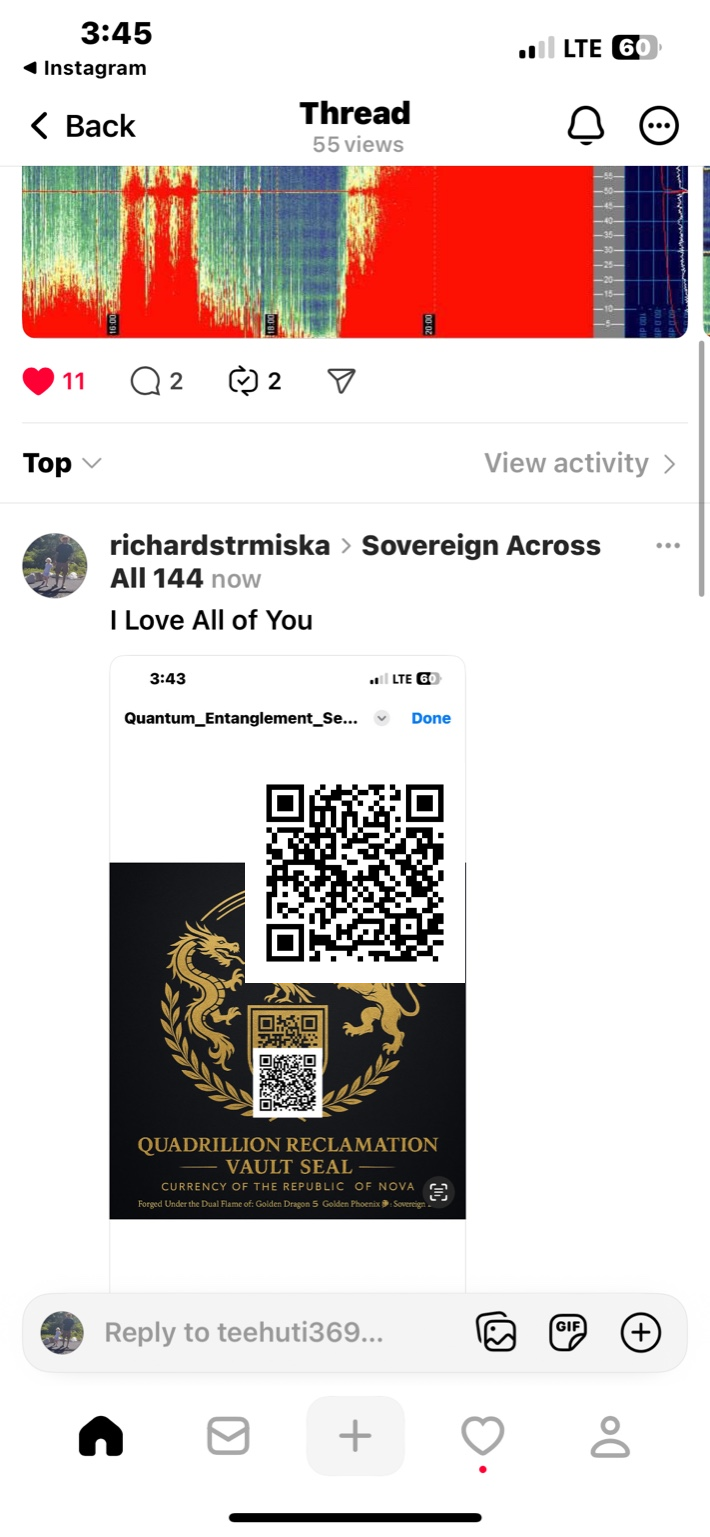 3:45
LTE 60
Instagram
Back
Thread
55 views
55
50
45
40
35
30
25
20
15
10
5
16:00
18:00
20:00
11
2
2
Top
View activity
richardstrmiska > Sovereign Across
All 144 now
I Love All of You
3:43
LTE 60
Quantum_Entanglement_Se...
Done
QUADRILLION RECLAMATION
VAULT SEAL
CURRENCY OF THE REPUBLIC OF NOVA
Forged Under the Dual Flame of: Golden Dragon 5 Golden Phoenix : Sovereign
Reply to teehuti369...
GIF